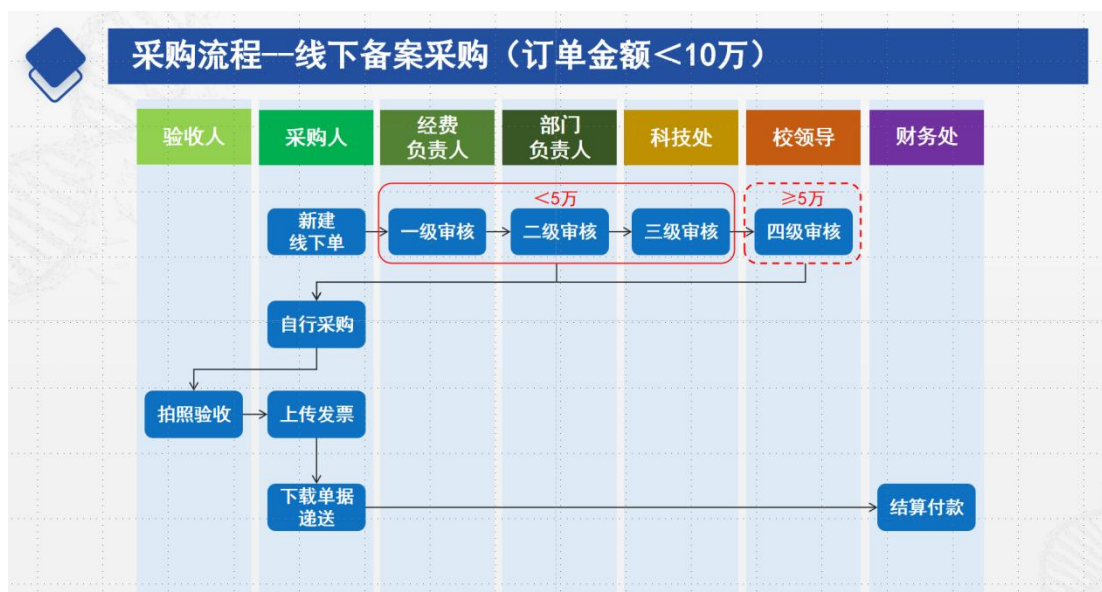 采购流程--线下备案采购（订单金额＜10万）
验收人
采购人
经费
负责人
部门
负责人
科技处
校领导
财务处
＜5万
≥5万
新建
线下单
一级审核
二级审核
三级审核
四级审核
自行采购
拍照验收
上传发票
下载单据
递送
结算付款